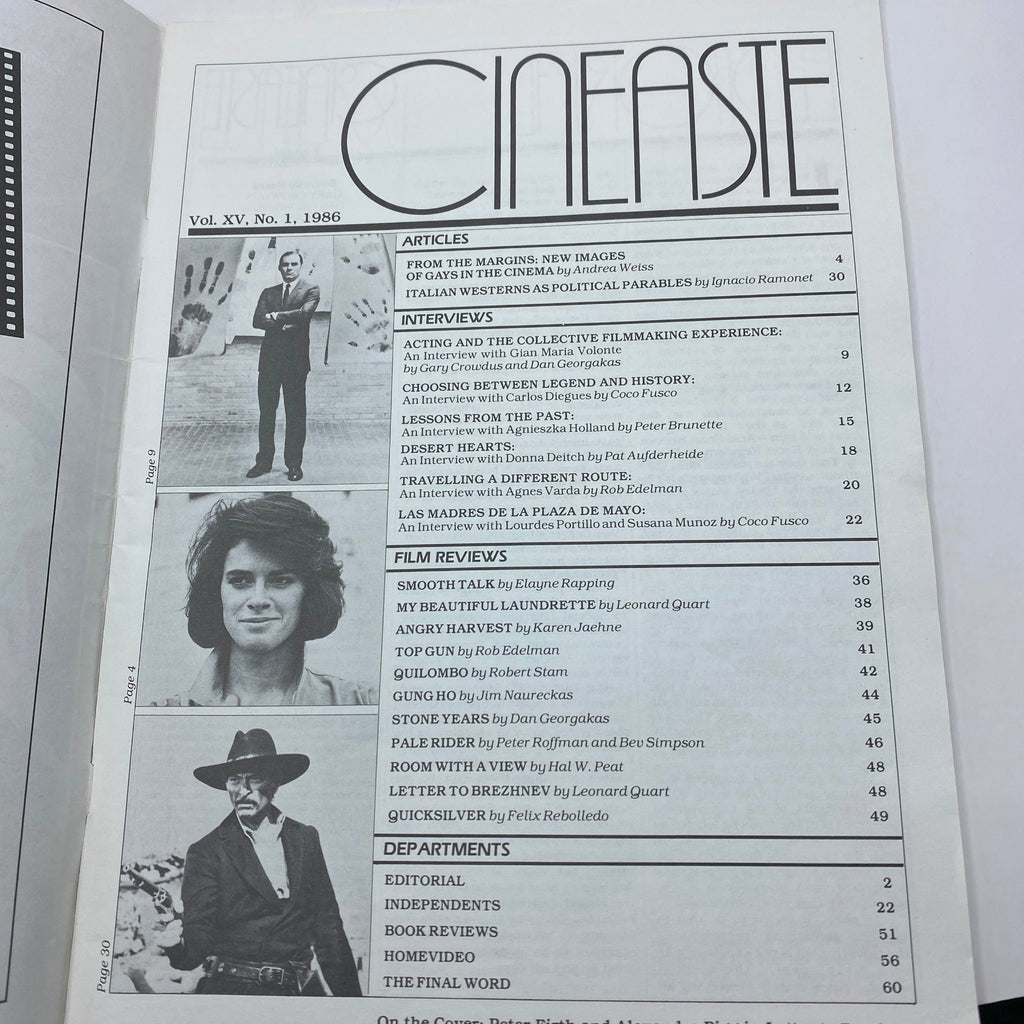 CINEASTE
Vol. XV, No. 1, 1986
Page 9
Page 4
Page 30
ARTICLES
FROM THE MARGINS: NEW IMAGES
OF GAYS IN THE CINEMA by Andrea Weiss 4
ITALIAN WESTERNS AS POLITICAL PARABLES by Ignacio Ramonet 30
INTERVIEWS
ACTING AND THE COLLECTIVE FILMMAKING EXPERIENCE:
An Interview with Gian Maria Volonte
by Gary Crowdus and Dan Georgakas 9
CHOOSING BETWEEN LEGEND AND HISTORY:
An Interview with Carlos Diegues by Coco Fusco 12
LESSONS FROM THE PAST:
An Interview with Agnieszka Holland by Peter Brunette 15
DESERT HEARTS:
An Interview with Donna Deitch by Pat Aufderheide 18
TRAVELLING A DIFFERENT ROUTE:
An Interview with Agnes Varda by Rob Edelman 20
LAS MADRES DE LA PLAZA DE MAYO:
An Interview with Lourdes Portillo and Susana Munoz by Coco Fusco 22
FILM REVIEWS
SMOOTH TALK by Elayne Rapping 36
MY BEAUTIFUL LAUNDRETTE by Leonard Quart 38
ANGRY HARVEST by Karen Jaehne 39
TOP GUN by Rob Edelman 41
QUILOMBO by Robert Stam 42
GUNG HO by Jim Naureckas 44
STONE YEARS by Dan Georgakas 45
PALE RIDER by Peter Roffman and Bev Simpson 46
ROOM WITH A VIEW by Hal W. Peat 48
LETTER TO BREZHNEV by Leonard Quart 48
QUICKSILVER by Felix Rebolledo 49
DEPARTMENTS
EDITORIAL 2
INDEPENDENTS 22
BOOK REVIEWS 51
HOMEVIDEO 56
THE FINAL WORD 60
On the Cover: Peter Firth and